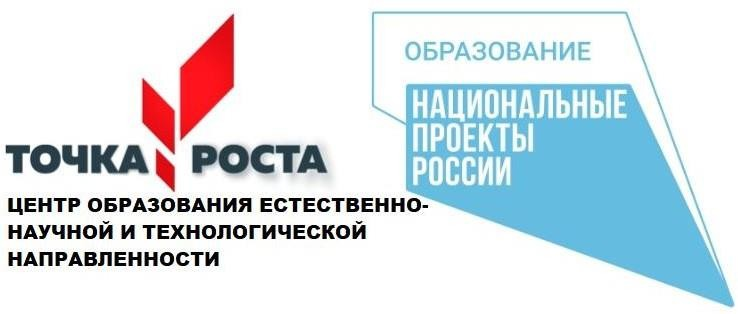 ТОЧКА РОСТА
ЦЕНТР ОБРАЗОВАНИЯ ЕСТЕСТВЕННО-
НАУЧНОЙ И ТЕХНОЛОГИЧЕСКОЙ
НАПРАВЛЕННОСТИ
ОБРАЗОВАНИЕ
НАЦИОНАЛЬНЫЕ
ПРОЕКТЫ
РОССИИ